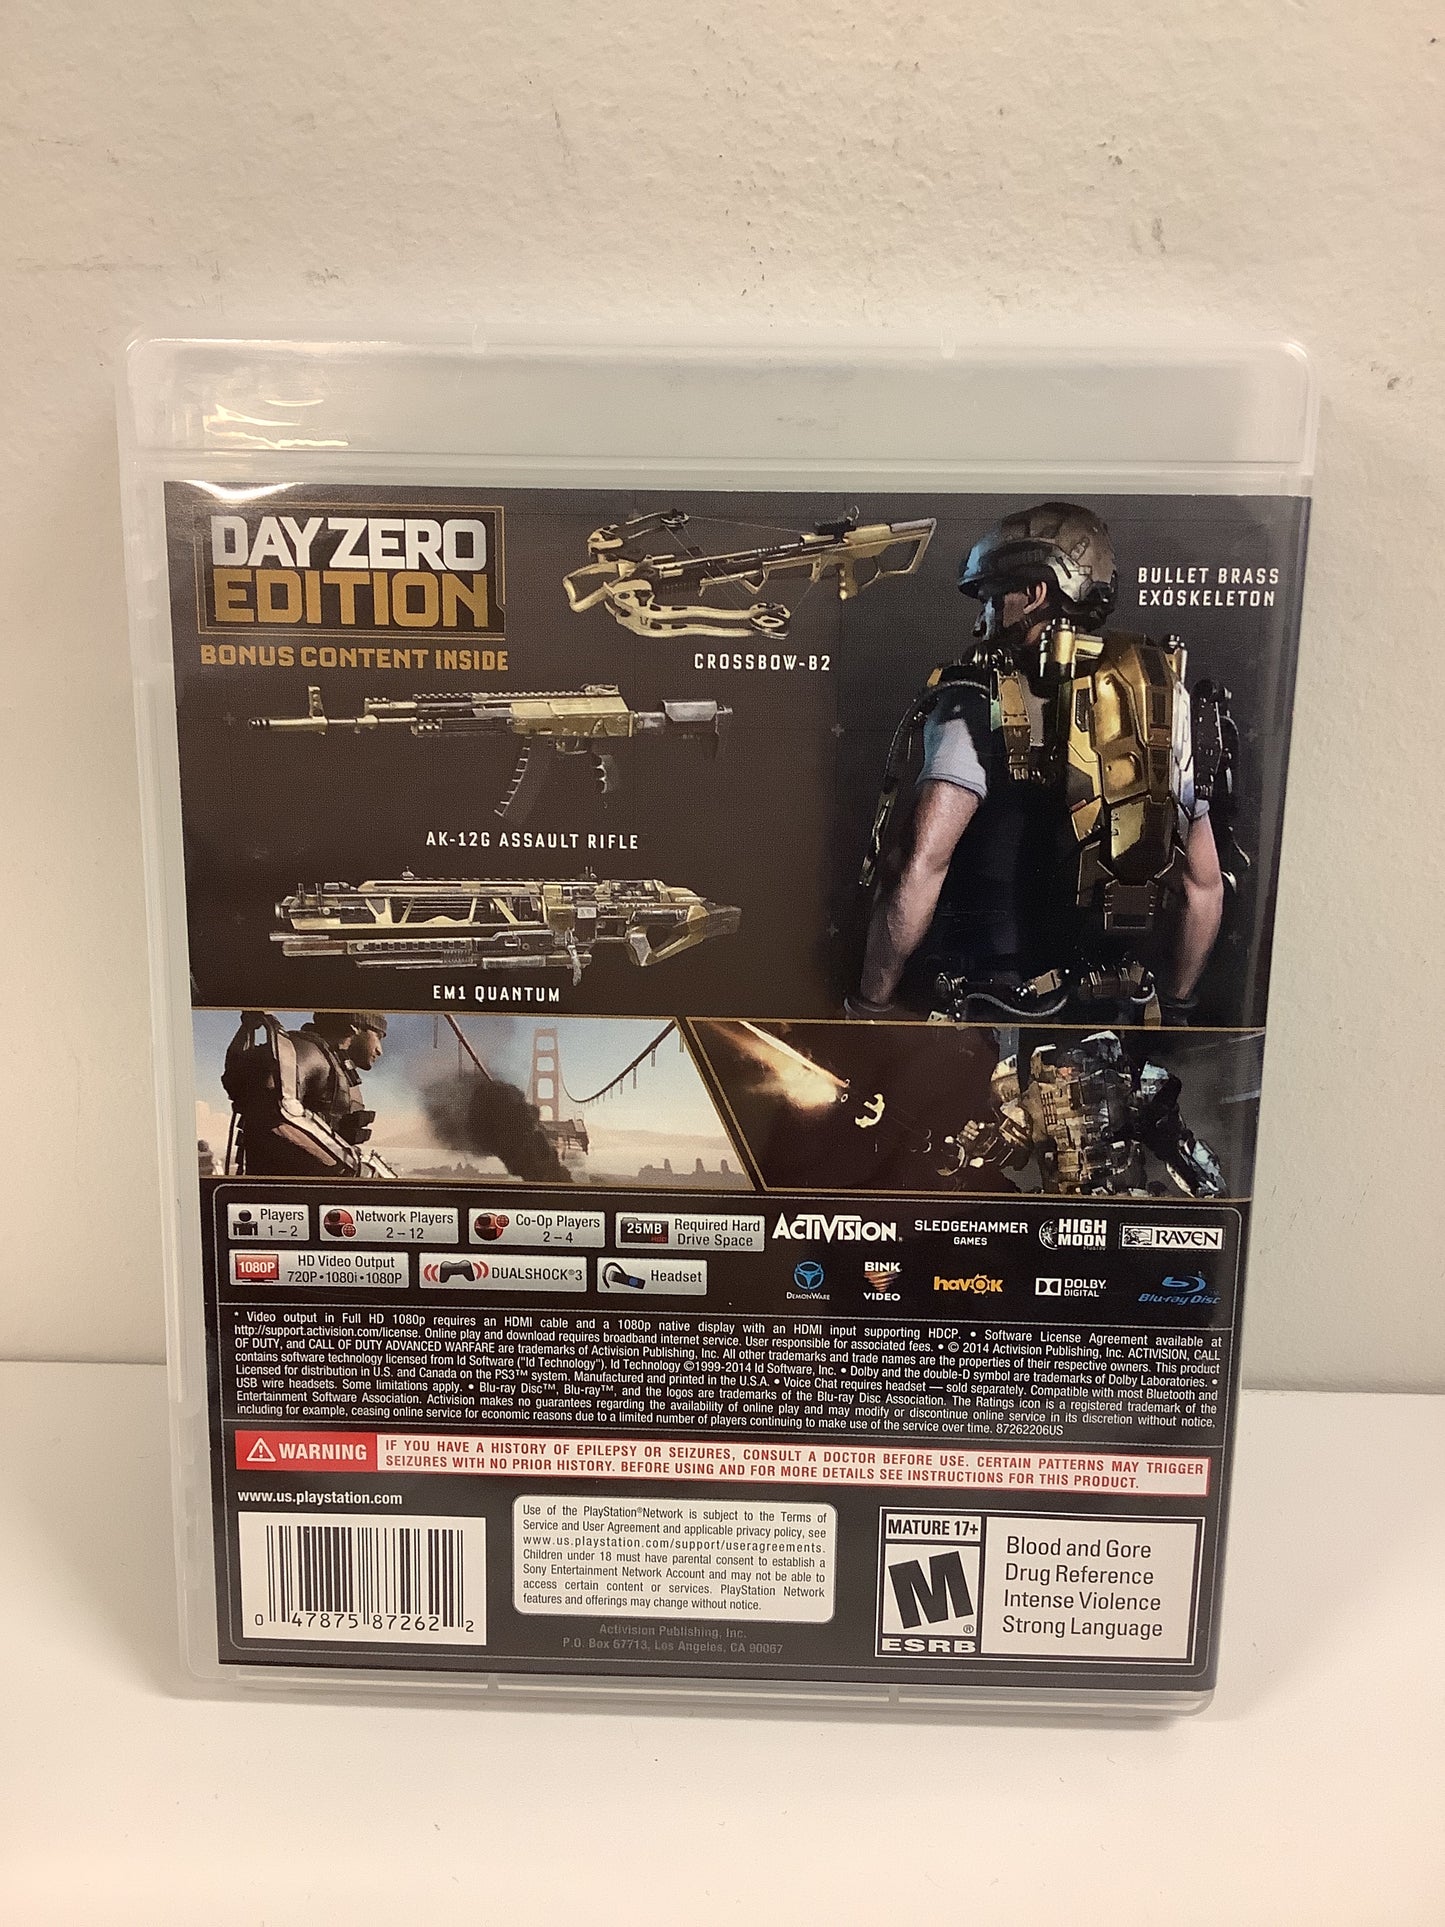 DAY ZERO
EDITION
BONUS CONTENT INSIDE
CROSSBOW-B2
BULLET BRASS
EXOSKELETON
AK-12G ASSAULT RIFLE
EM1 QUANTUM
Players
1 – 2
Network Players
2 – 12
Co-Op Players
2 – 4
25MB
HDD
Required Hard
Drive Space
ACTIVISION.
SLEDGEHAMMER
GAMES
HIGH
MOON
STUDIOS
RAVEN
1080P
HD Video Output
720P • 1080i • 1080P
DUALSHOCK®3
Headset
DEMONWARE
BINK
VIDEO
havok
DOLBY
DIGITAL
Blu-ray Disc
* Video output in Full HD 1080p requires an HDMI cable and a 1080p native display with an HDMI input supporting HDCP. • Software License Agreement available at
http://support.activision.com/license. Online play and download requires broadband internet service. User responsible for associated fees. • © 2014 Activision Publishing, Inc. ACTIVISION, CALL
OF DUTY, and CALL OF DUTY ADVANCED WARFARE are trademarks of Activision Publishing, Inc. All other trademarks and trade names are the properties of their respective owners. This product
contains software technology licensed from Id Software ("Id Technology"). Id Technology ©1999-2014 Id Software, Inc. • Dolby and the double-D symbol are trademarks of Dolby Laboratories. •
Licensed for distribution in U.S. and Canada on the PS3™ system. Manufactured and printed in the U.S.A. • Voice Chat requires headset — sold separately. Compatible with most Bluetooth and
USB wire headsets. Some limitations apply. • Blu-ray Disc™, Blu-ray™, and the logos are trademarks of the Blu-ray Disc Association. The Ratings icon is a registered trademark of the
Entertainment Software Association. Activision makes no guarantees regarding the availability of online play and may modify or discontinue online service in its discretion without notice,
including for example, ceasing online service for economic reasons due to a limited number of players continuing to make use of the service over time. 87262206US
WARNING
IF YOU HAVE A HISTORY OF EPILEPSY OR SEIZURES, CONSULT A DOCTOR BEFORE USE. CERTAIN PATTERNS MAY TRIGGER
SEIZURES WITH NO PRIOR HISTORY. BEFORE USING AND FOR MORE DETAILS SEE INSTRUCTIONS FOR THIS PRODUCT.
www.us.playstation.com
0 47875 87262 2
Use of the PlayStation®Network is subject to the Terms of
Service and User Agreement and applicable privacy policy, see
www.us.playstation.com/support/useragreements.
Children under 18 must have parental consent to establish a
Sony Entertainment Network Account and may not be able to
access certain content or services. PlayStation Network
features and offerings may change without notice.
Activision Publishing, Inc.
P.O. Box 67713, Los Angeles, CA 90067
MATURE 17+
M
®
ESRB
Blood and Gore
Drug Reference
Intense Violence
Strong Language